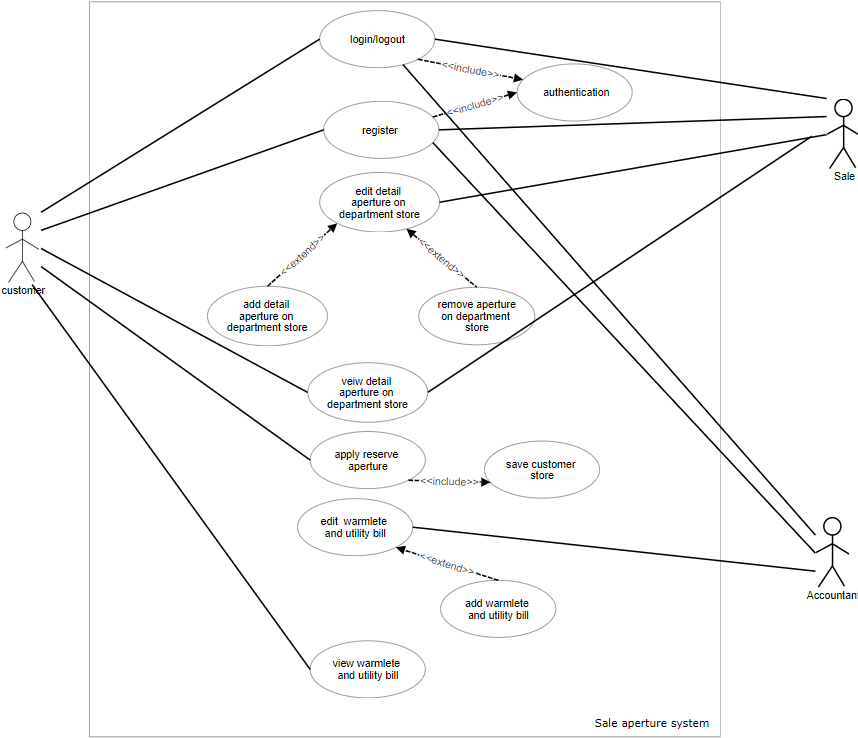 login/logout
<<include>>
authentication
<<include>>
register
Sale
edit detail
aperture on
department store
<<extend>>
<<extend>>
customer
add detail
aperture on
department store
remove aperture
on department
store
veiw detail
aperture on
department store
apply reserve
aperture
save customer
store
<<include>>
edit warmlete
and utility bill
<<extend>>
Accountant
add warmlete
and utility bill
view warmlete
and utility bill
Sale aperture system